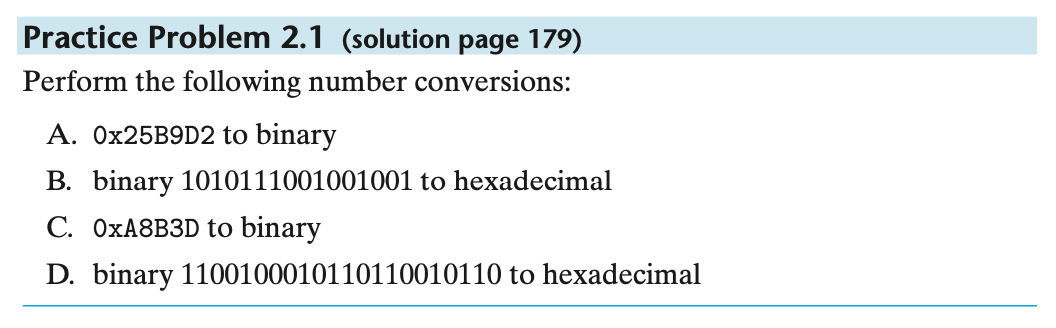 Practice Problem 2.1 (solution page 179)
Perform the following number conversions:
A. 0x25B9D2 to binary
B. binary 1010111001001001 to hexadecimal
C. 0xA8B3D to binary
D. binary 1100100010110110010110 to hexadecimal